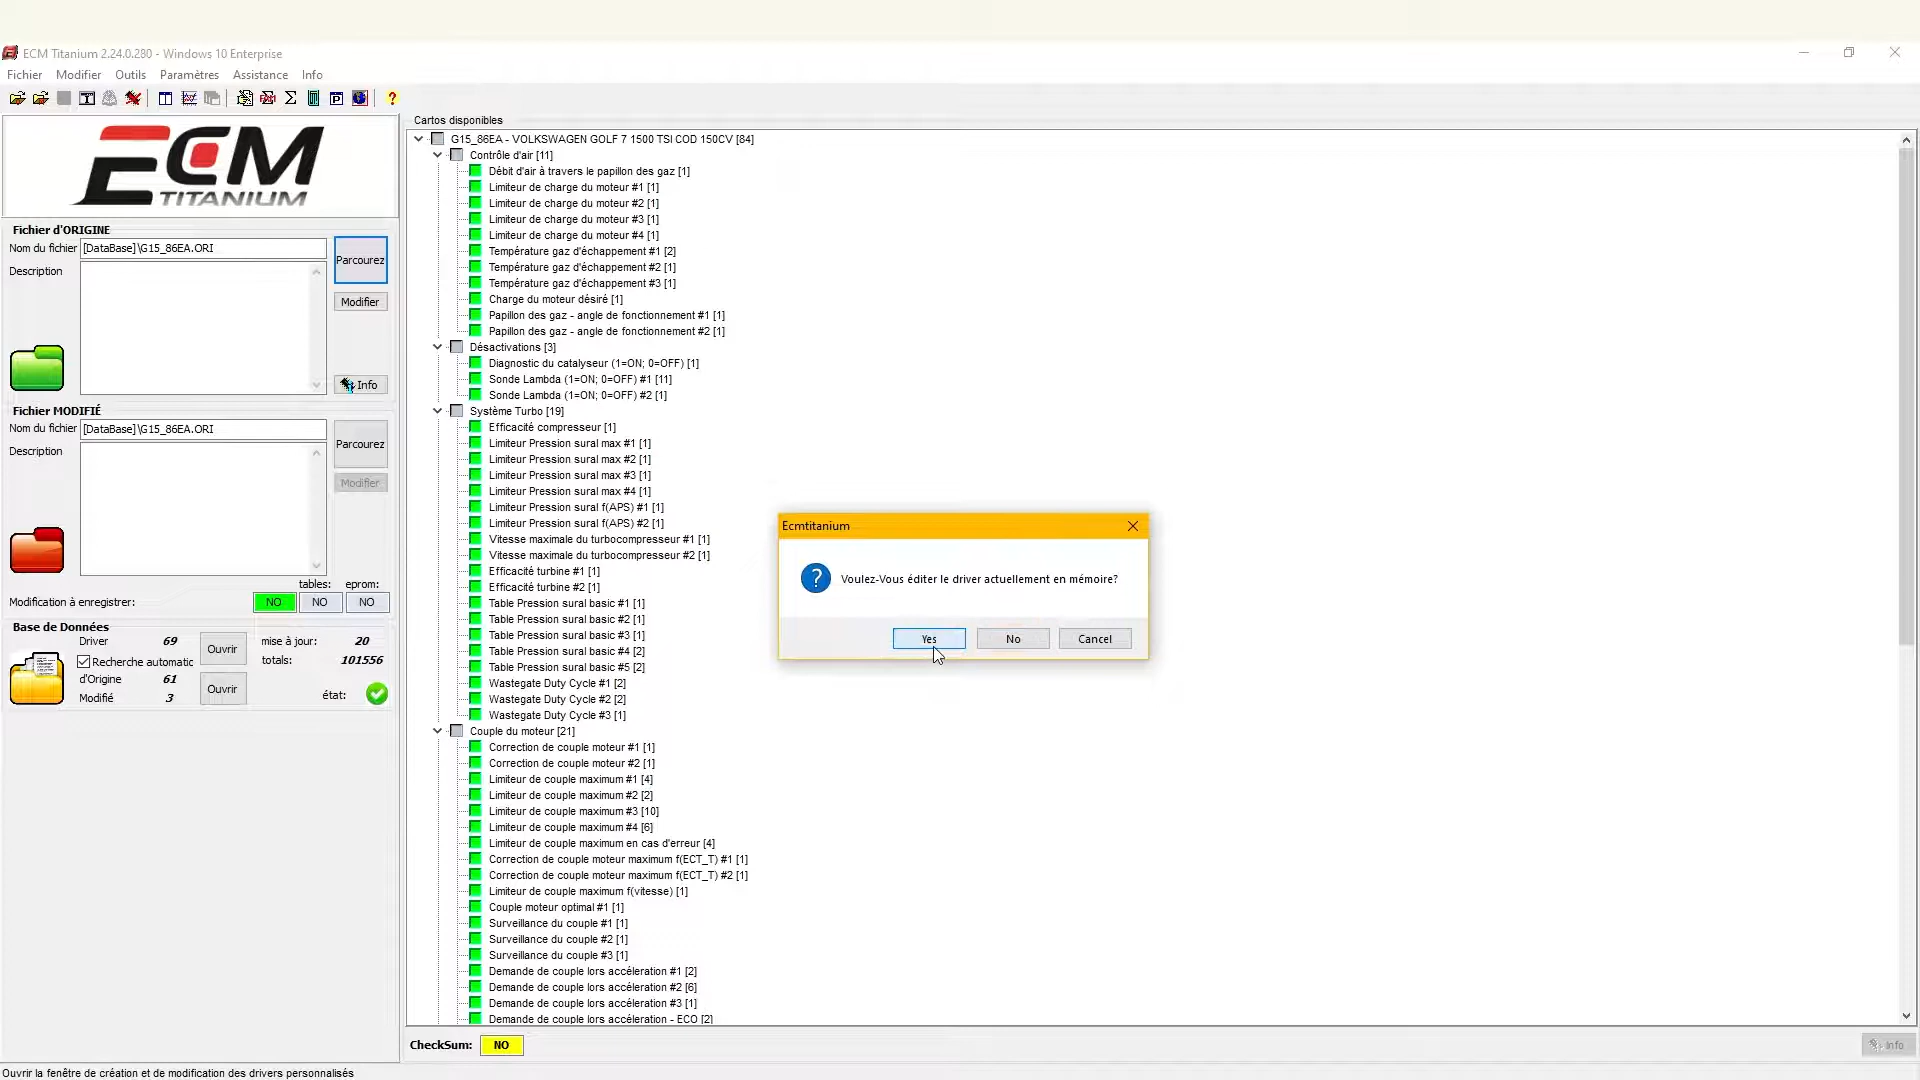 ECM Titanium 2.24.0.280 - Windows 10 Enterprise
Fichier Modifier Outils Paramètres Assistance Info
ECM
TITANIUM
Fichier d'ORIGINE
Nom du fichier [DataBase]\G15_86EA.ORI
Parcourez
Description
Modifier
Info
Fichier MODIFIÉ
Nom du fichier [DataBase]\G15_86EA.ORI
Parcourez
Description
Modifier
tables: eprom:
Modification à enregistrer: NO NO NO
Base de Données
Driver 69 Ouvrir mise à jour: 20
Recherche automatic totals: 101556
d'Origine 61 Ouvrir
Modifié 3 état:
Cartos disponibles
G15_86EA - VOLKSWAGEN GOLF 7 1500 TSI COD 150CV [84]
Contrôle d'air [11]
Débit d'air à travers le papillon des gaz [1]
Limiteur de charge du moteur #1 [1]
Limiteur de charge du moteur #2 [1]
Limiteur de charge du moteur #3 [1]
Limiteur de charge du moteur #4 [1]
Température gaz d'échappement #1 [2]
Température gaz d'échappement #2 [1]
Température gaz d'échappement #3 [1]
Charge du moteur désiré [1]
Papillon des gaz - angle de fonctionnement #1 [1]
Papillon des gaz - angle de fonctionnement #2 [1]
Désactivations [3]
Diagnostic du catalyseur (1=ON; 0=OFF) [1]
Sonde Lambda (1=ON; 0=OFF) #1 [11]
Sonde Lambda (1=ON; 0=OFF) #2 [1]
Système Turbo [19]
Efficacité compresseur [1]
Limiteur Pression sural max #1 [1]
Limiteur Pression sural max #2 [1]
Limiteur Pression sural max #3 [1]
Limiteur Pression sural max #4 [1]
Limiteur Pression sural f(APS) #1 [1]
Limiteur Pression sural f(APS) #2 [1]
Vitesse maximale du turbocompresseur #1 [1]
Vitesse maximale du turbocompresseur #2 [1]
Efficacité turbine #1 [1]
Efficacité turbine #2 [1]
Table Pression sural basic #1 [1]
Table Pression sural basic #2 [1]
Table Pression sural basic #3 [1]
Table Pression sural basic #4 [2]
Table Pression sural basic #5 [2]
Wastegate Duty Cycle #1 [2]
Wastegate Duty Cycle #2 [2]
Wastegate Duty Cycle #3 [1]
Couple du moteur [21]
Correction de couple moteur #1 [1]
Correction de couple moteur #2 [1]
Limiteur de couple maximum #1 [4]
Limiteur de couple maximum #2 [2]
Limiteur de couple maximum #3 [10]
Limiteur de couple maximum #4 [6]
Limiteur de couple maximum en cas d'erreur [4]
Correction de couple moteur maximum f(ECT_T) #1 [1]
Correction de couple moteur maximum f(ECT_T) #2 [1]
Limiteur de couple maximum f(vitesse) [1]
Couple moteur optimal #1 [1]
Surveillance du couple #1 [1]
Surveillance du couple #2 [1]
Surveillance du couple #3 [1]
Demande de couple lors accéleration #1 [2]
Demande de couple lors accéleration #2 [6]
Demande de couple lors accéleration #3 [1]
Demande de couple lors accéleration - ECO [2]
Ecmtitanium
Voulez-Vous éditer le driver actuellement en mémoire?
Yes No Cancel
CheckSum: NO
Info
Ouvrir la fenêtre de création et de modification des drivers personnalisés